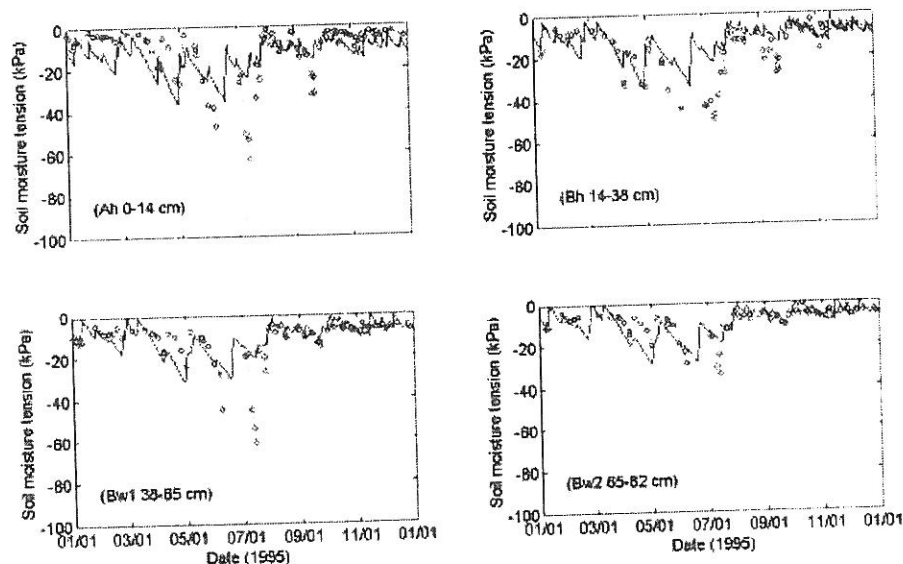 Soil moisture tension (kPa)
0
-20
-40
-60
-80
-100
(Ah 0-14 cm)
Soil moisture tension (kPa)
0
-20
-40
-60
-80
-100
(Bh 14-38 cm)
Soil moisture tension (kPa)
0
-20
-40
-60
-80
-100
(Bw1 38-65 cm)
01/01 03/01 05/01 07/01 09/01 11/01 01/01
Date (1995)
Soil moisture tension (kPa)
0
-20
-40
-60
-80
-100
(Bw2 65-82 cm)
01/01 03/01 05/01 07/01 09/01 11/01 01/01
Date (1995)